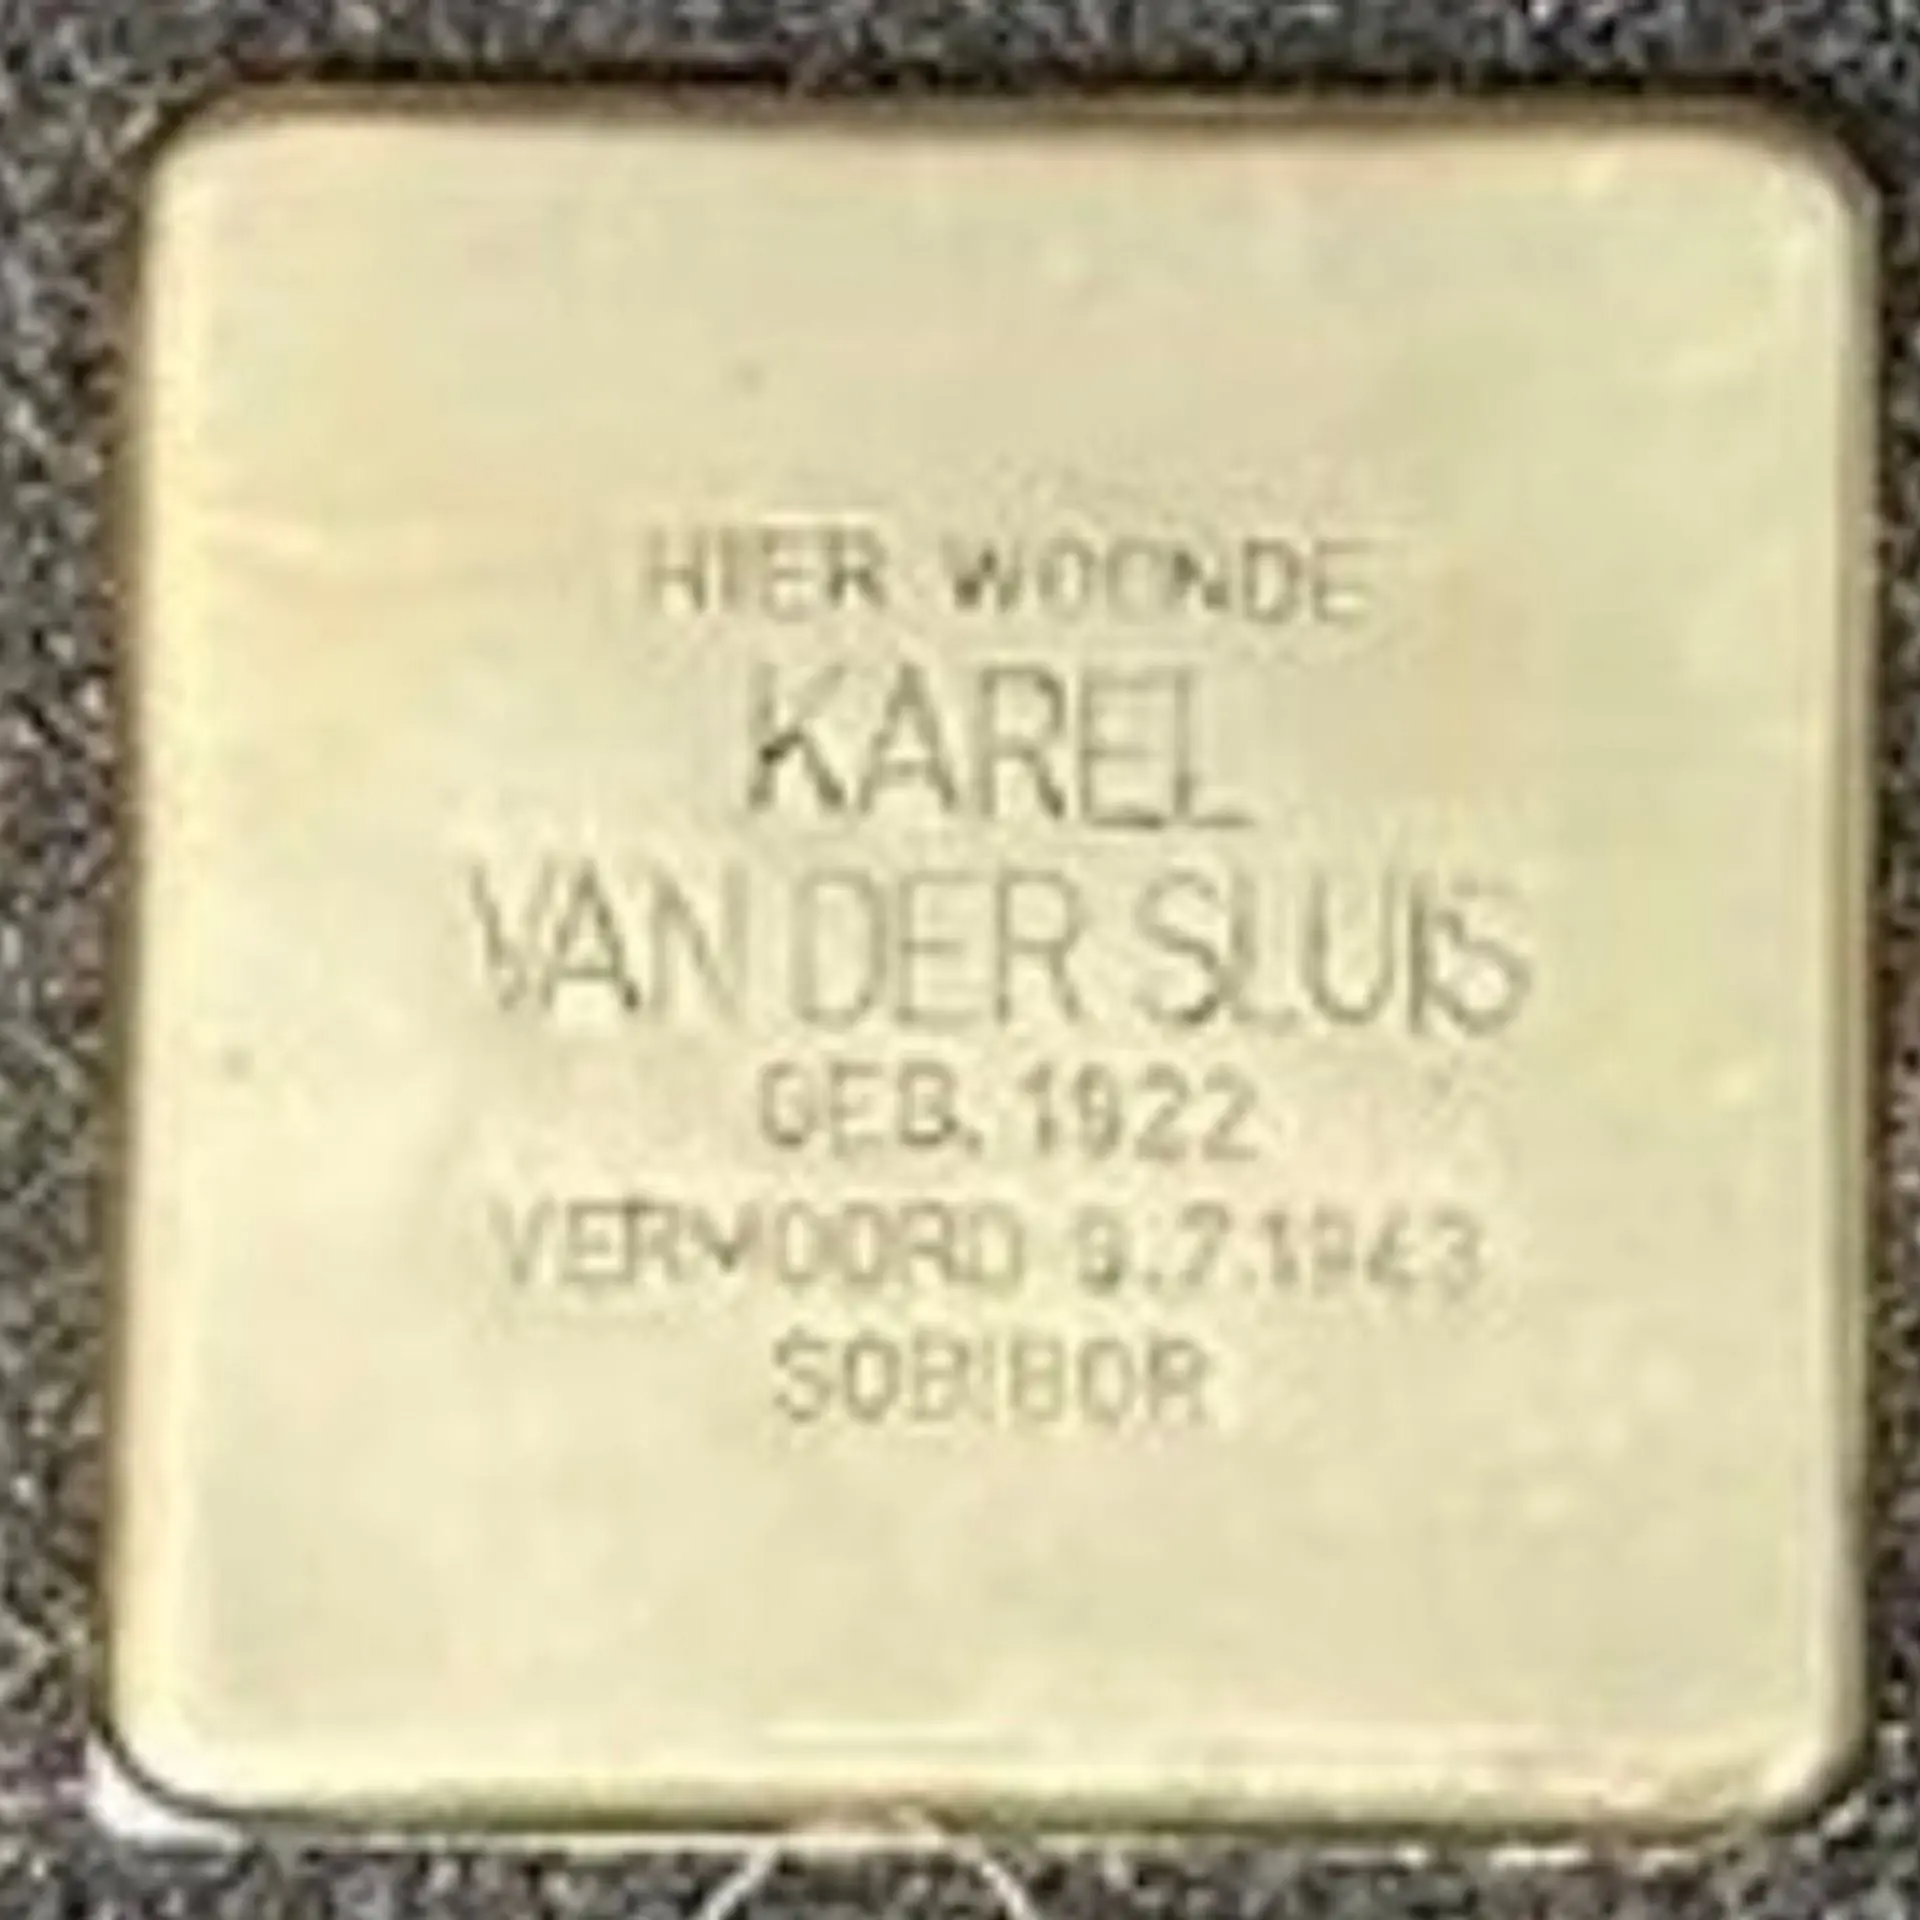 HIER WOONDE
KAREL
VAN DER SLUIS
GEB. 1922
VERMOORD 9.7.1943
SOBIBOR